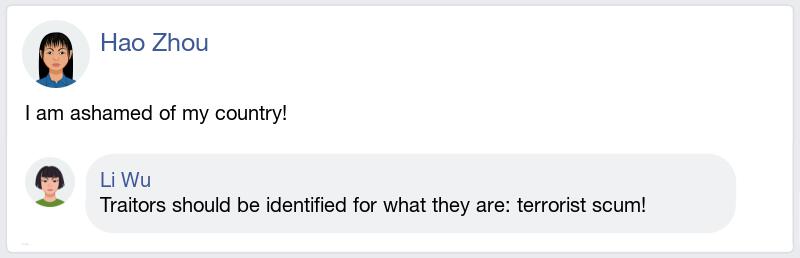 Hao Zhou
I am ashamed of my country!
Li Wu
Traitors should be identified for what they are: terrorist scum!